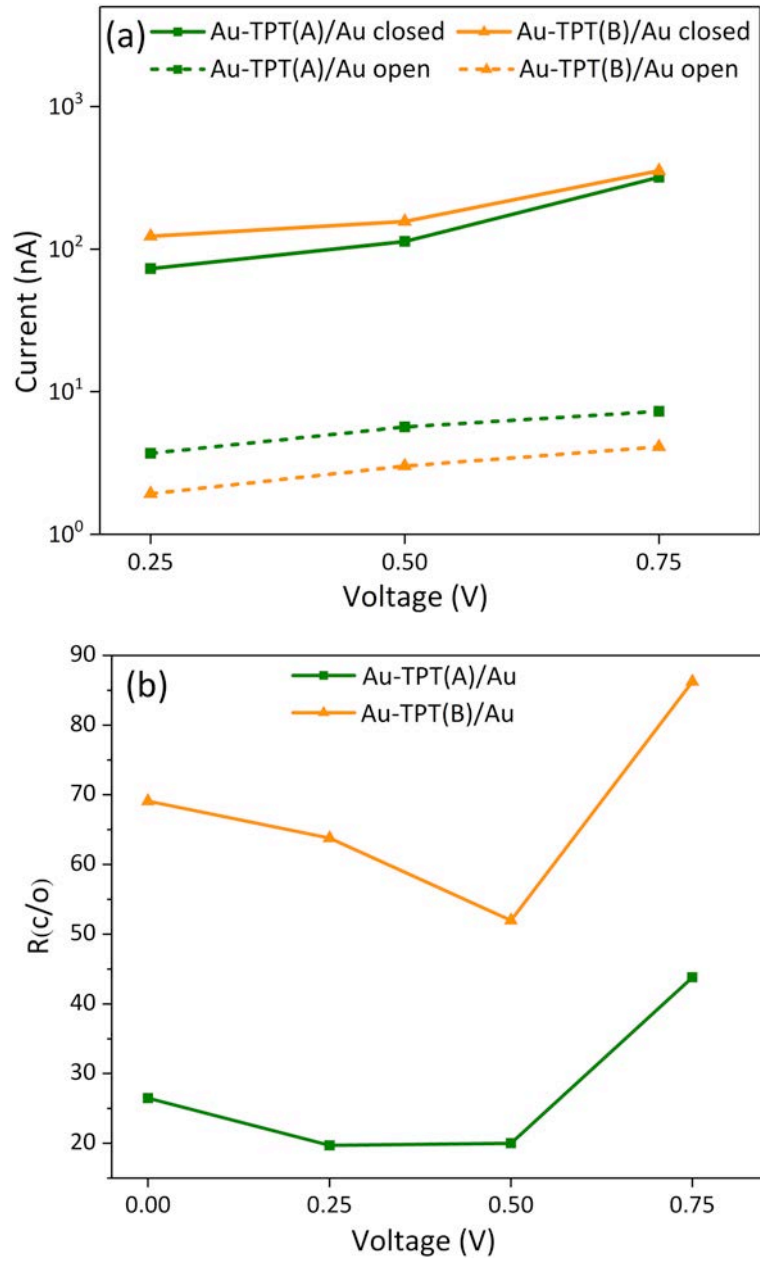 (a)
Au-TPT(A)/Au closed
Au-TPT(B)/Au closed
Au-TPT(A)/Au open
Au-TPT(B)/Au open
10³
10²
10¹
10⁰
Current (nA)
0.25
0.50
0.75
Voltage (V)
(b)
Au-TPT(A)/Au
Au-TPT(B)/Au
90
80
70
60
50
40
30
20
R(c/o)
0.00
0.25
0.50
0.75
Voltage (V)